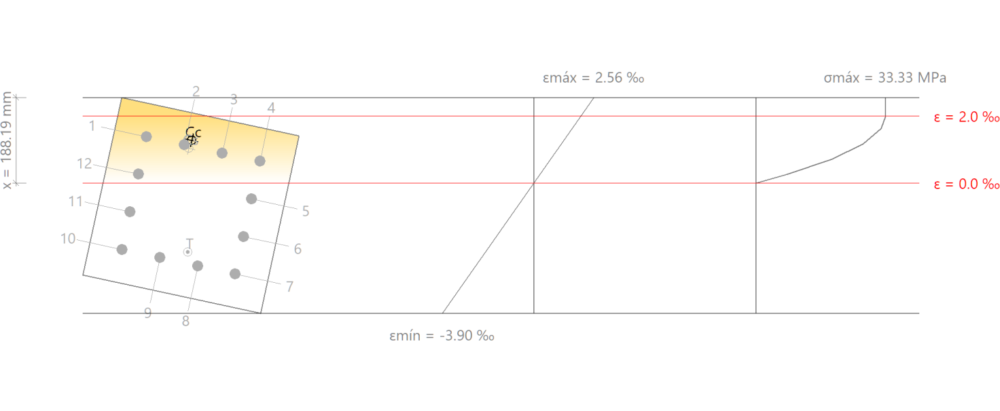 εmáx = 2.56 ‰
σmáx = 33.33 MPa
x = 188.19 mm
2
3
4
1
Cc
ε = 2.0 ‰
12
ε = 0.0 ‰
11
5
10
T
6
7
9
8
εmín = -3.90 ‰